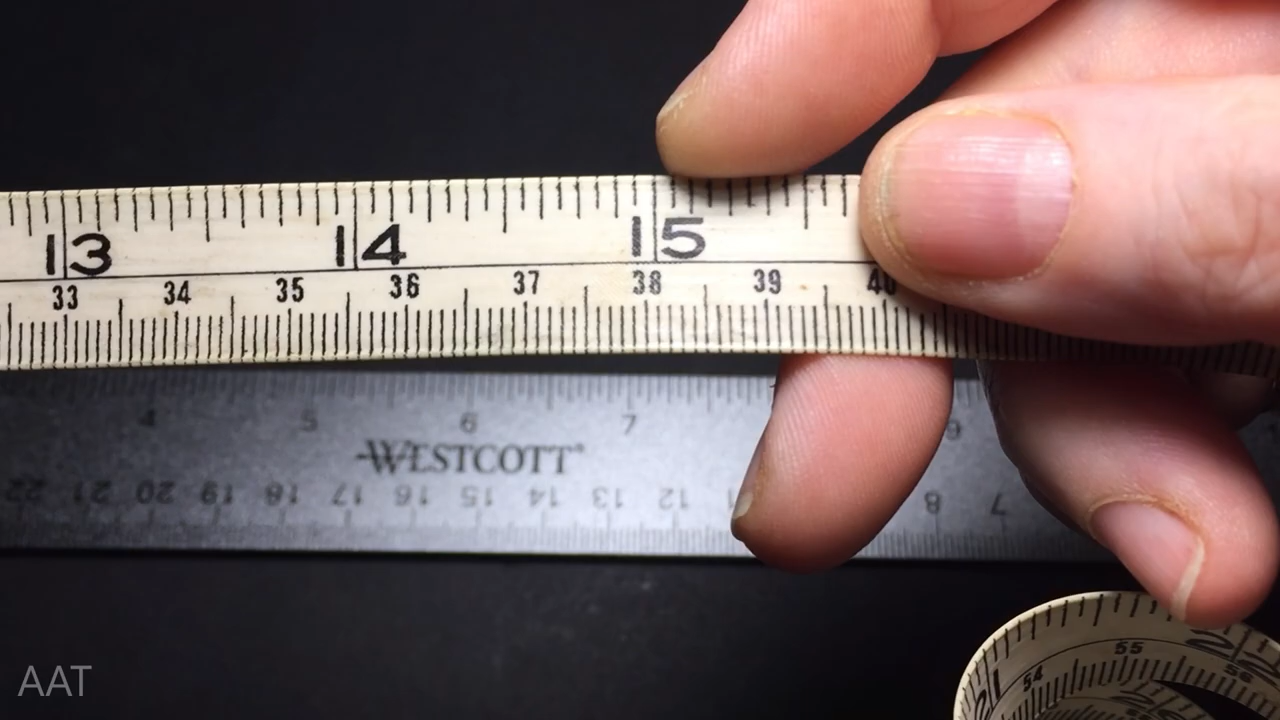 13 14 15
33 34 35 36 37 38 39 40
4 5 6 7 9
WESTCOTT®
22 21 20 19 18 17 16 15 14 13 12 8 7
54 55 56
AAT